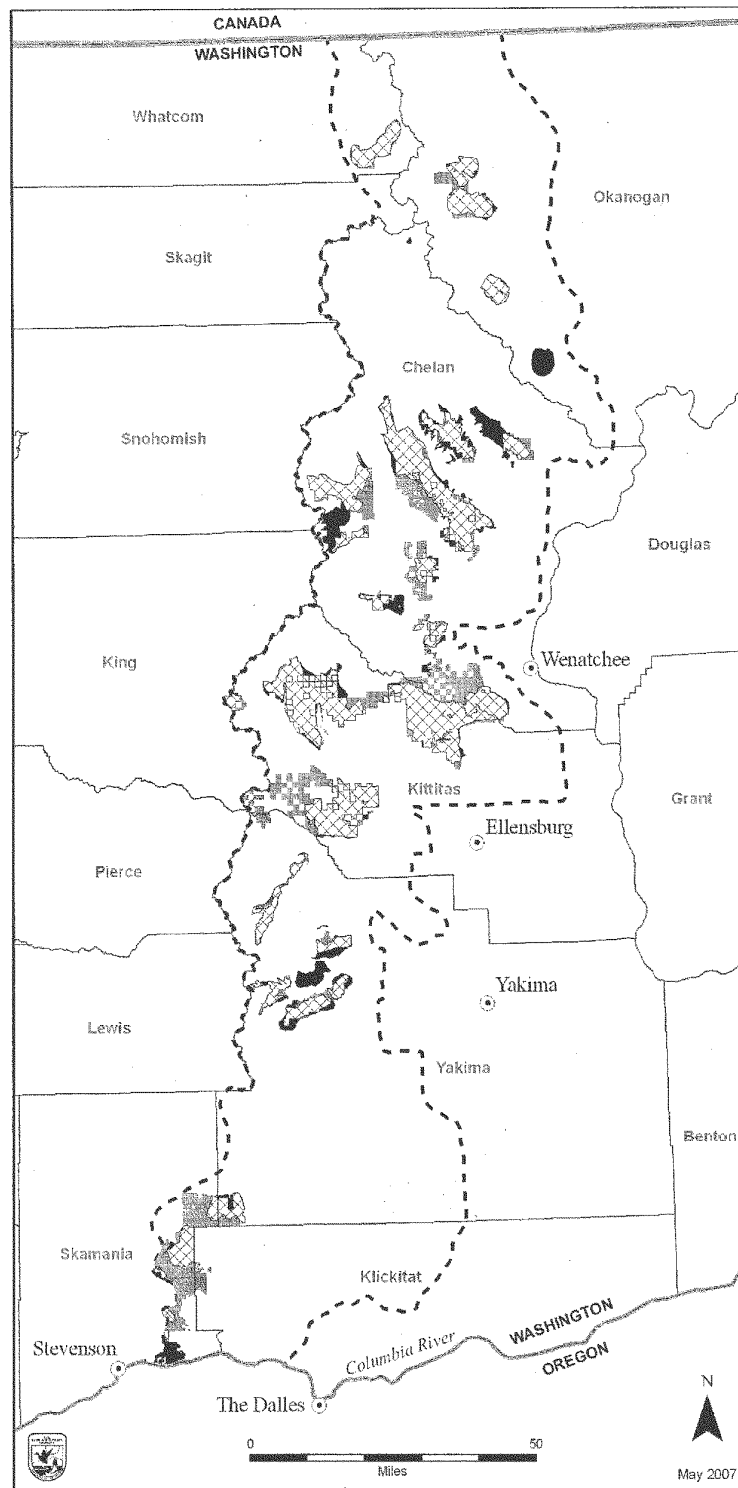 CANADA
WASHINGTON
Whatcom
Okanogan
Skagit
Chelan
Snohomish
Douglas
King
Wenatchee
Kittitas
Grant
Ellensburg
Pierce
Yakima
Lewis
Yakima
Benton
Skamania
Klickitat
Stevenson
Columbia River
WASHINGTON
OREGON
The Dalles
N
0 50
Miles
May 2007